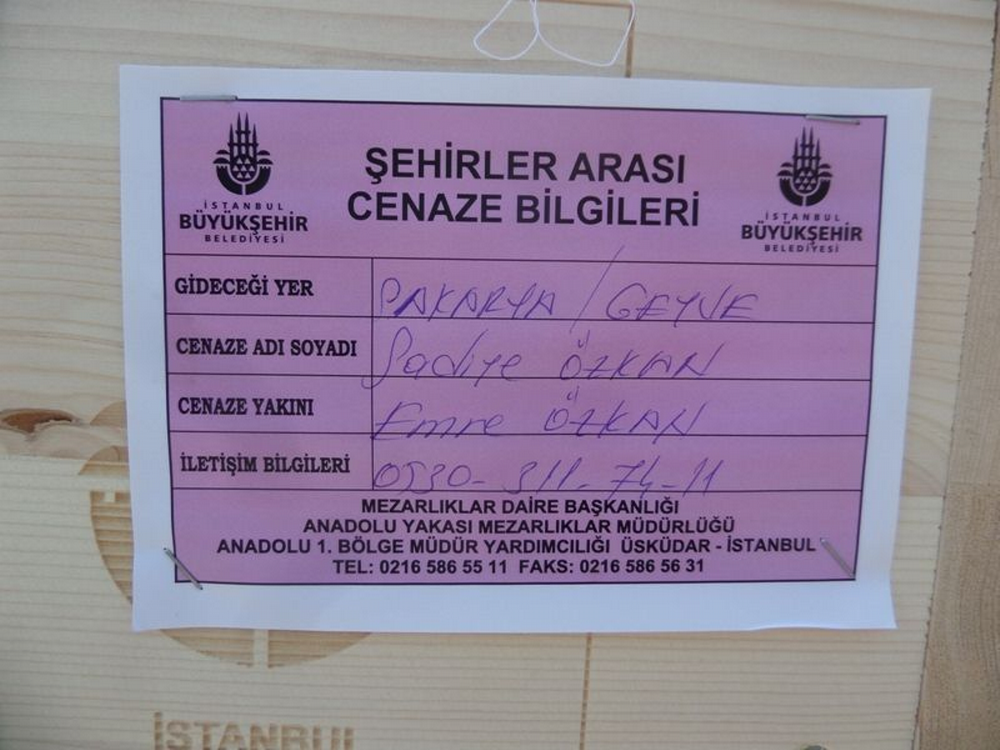 İSTANBUL
BÜYÜKŞEHİR
BELEDİYESİ
ŞEHİRLER ARASI
CENAZE BİLGİLERİ
İSTANBUL
BÜYÜKŞEHİR
BELEDİYESİ
GİDECEĞİ YER SAKARYA / GEYVE
CENAZE ADI SOYADI Sadiye ÖZKAN
CENAZE YAKINI Emre ÖZKAN
İLETİŞİM BİLGİLERİ 0530-311-74-11
MEZARLIKLAR DAİRE BAŞKANLIĞI
ANADOLU YAKASI MEZARLIKLAR MÜDÜRLÜĞÜ
ANADOLU 1. BÖLGE MÜDÜR YARDIMCILIĞI ÜSKÜDAR - İSTANBUL
TEL: 0216 586 55 11 FAKS: 0216 586 56 31
İSTANBUL